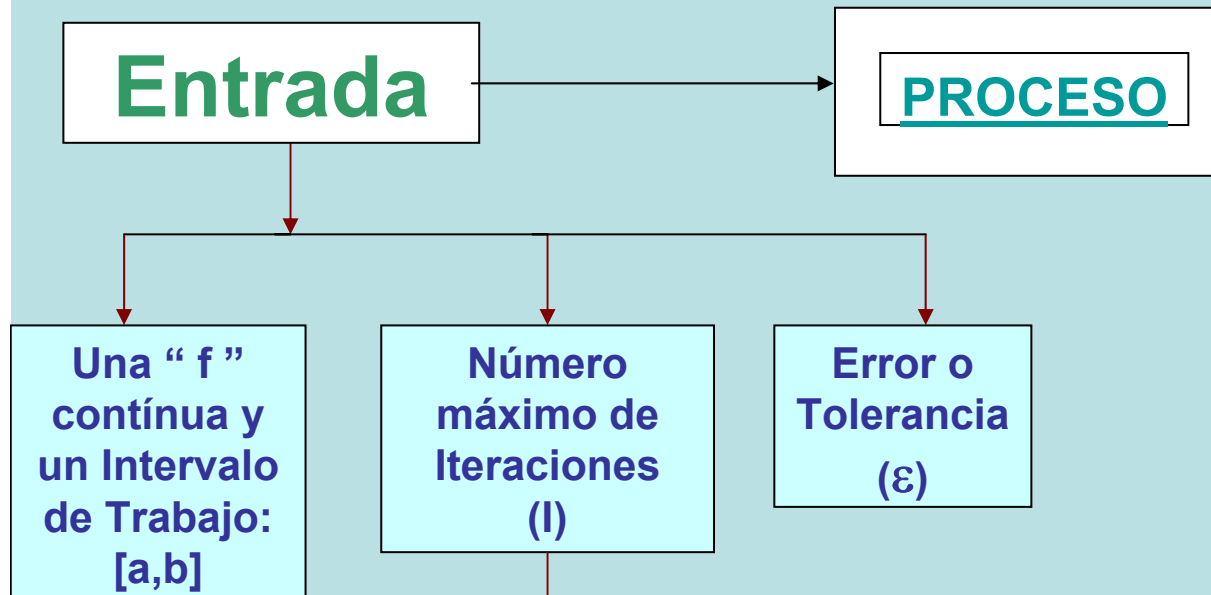 Entrada
PROCESO
Una “ f ”
contínua y
un Intervalo
de Trabajo:
[a,b]
Número
máximo de
Iteraciones
(I)
Error o
Tolerancia
(ε)